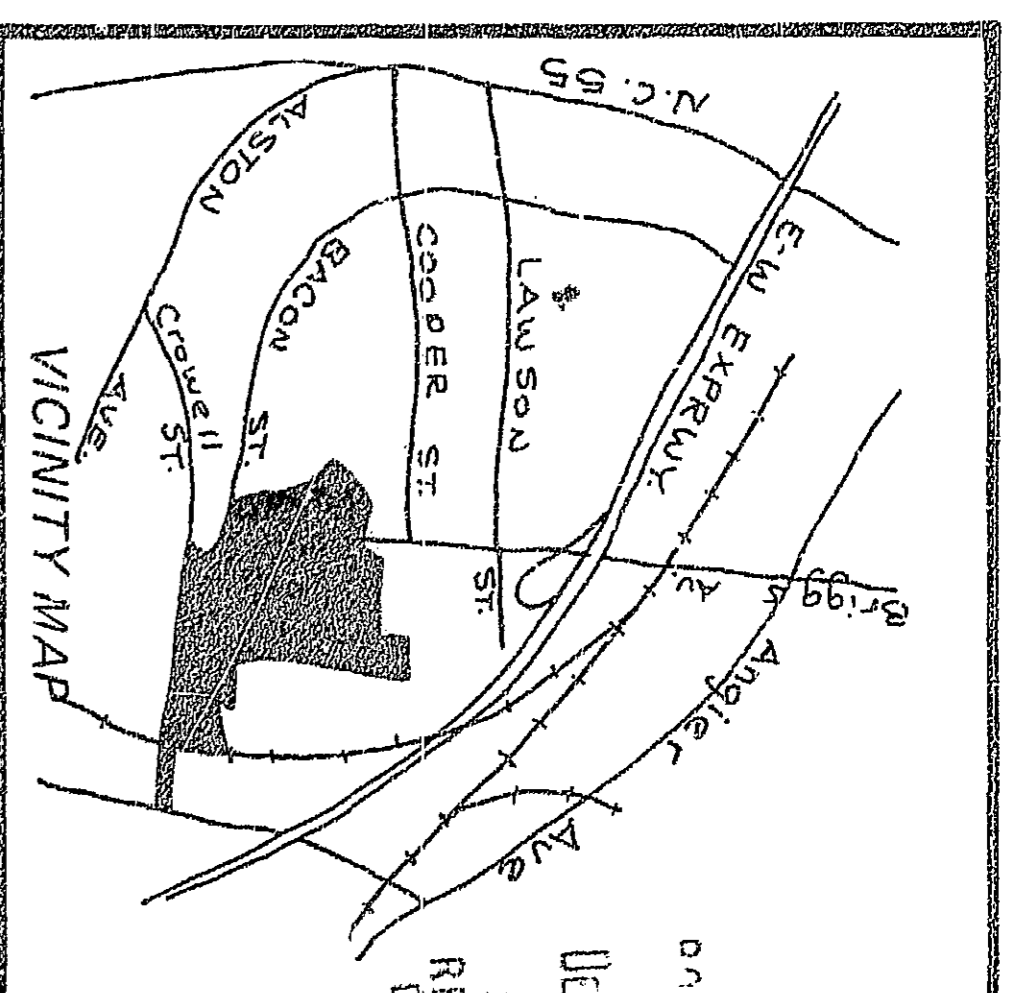 N.C. 55
ALSTON
AVE.
BACON
ST.
Crowell
ST.
COOPER ST.
LAWSON
ST.
E-W EXPRWY.
Briggs
Av.
Angier
Ave
VICINITY MAP